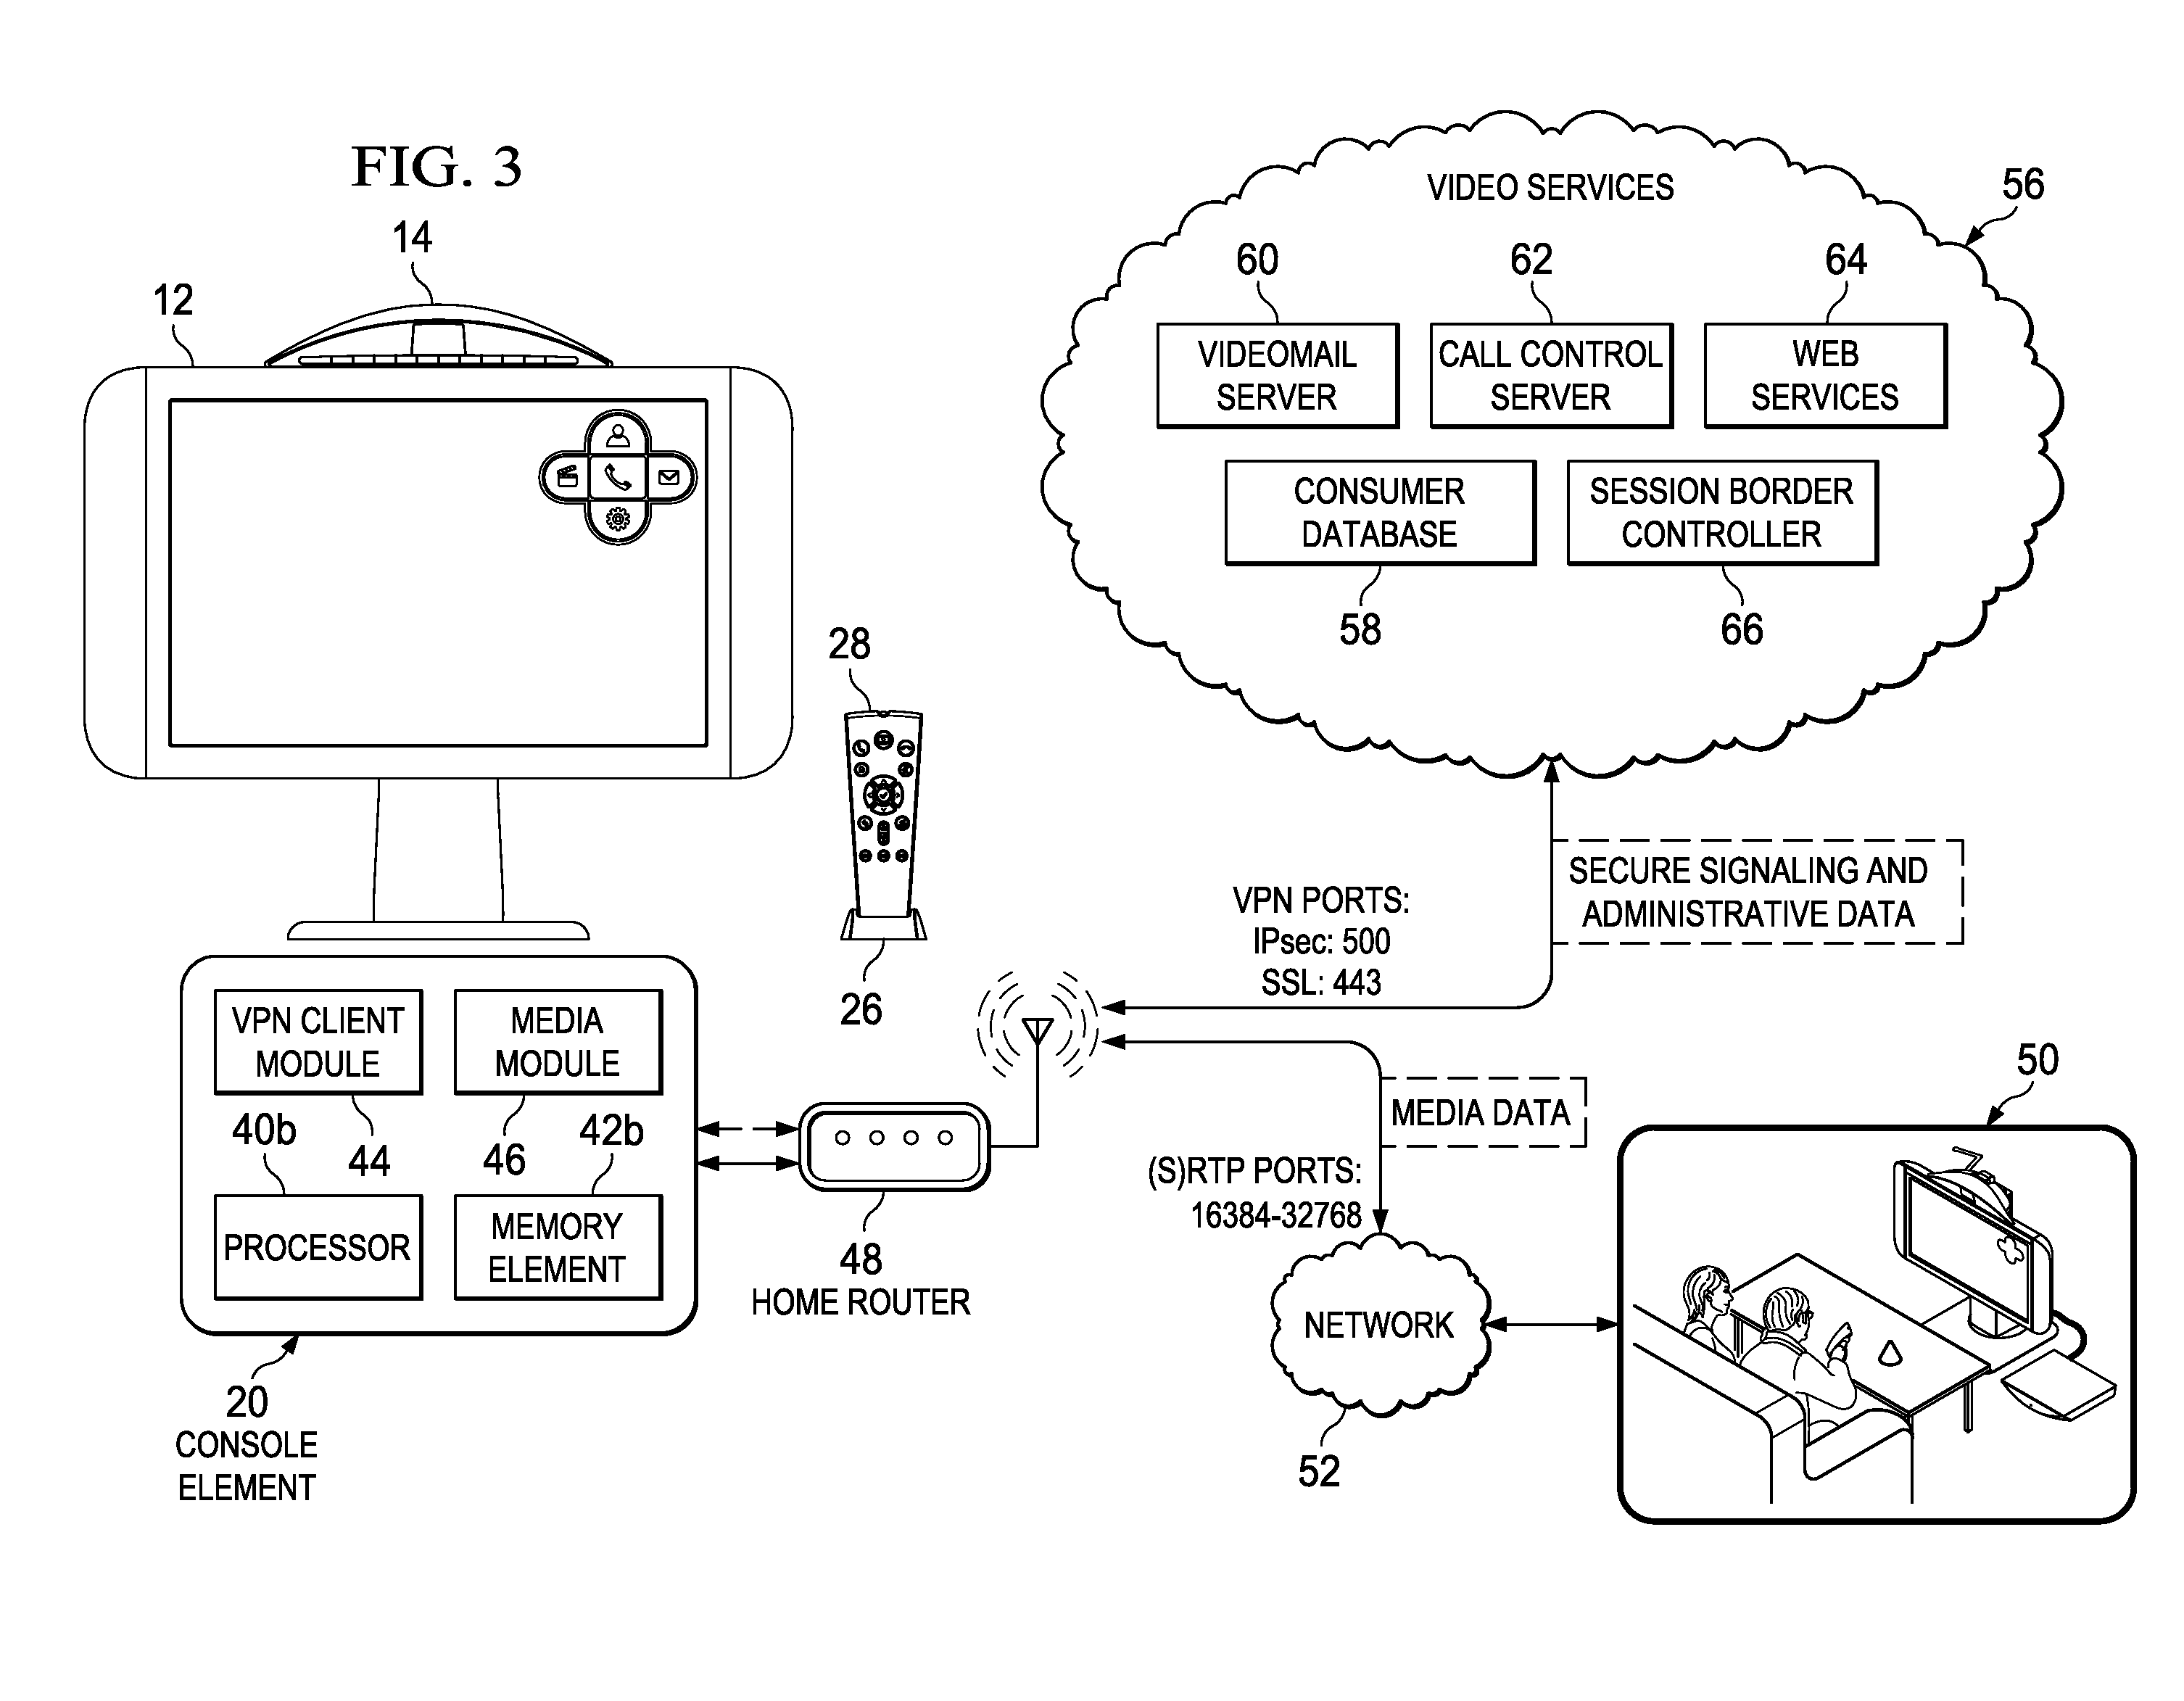 FIG. 3
14
12
VIDEO SERVICES
56
60
62
64
VIDEOMAIL
SERVER
CALL CONTROL
SERVER
WEB
SERVICES
CONSUMER
DATABASE
SESSION BORDER
CONTROLLER
58
66
28
26
SECURE SIGNALING AND
ADMINISTRATIVE DATA
VPN PORTS:
IPsec: 500
SSL: 443
VPN CLIENT
MODULE
MEDIA
MODULE
40b
44
46
42b
PROCESSOR
MEMORY
ELEMENT
20
CONSOLE
ELEMENT
48
HOME ROUTER
MEDIA DATA
(S)RTP PORTS:
16384-32768
NETWORK
52
50